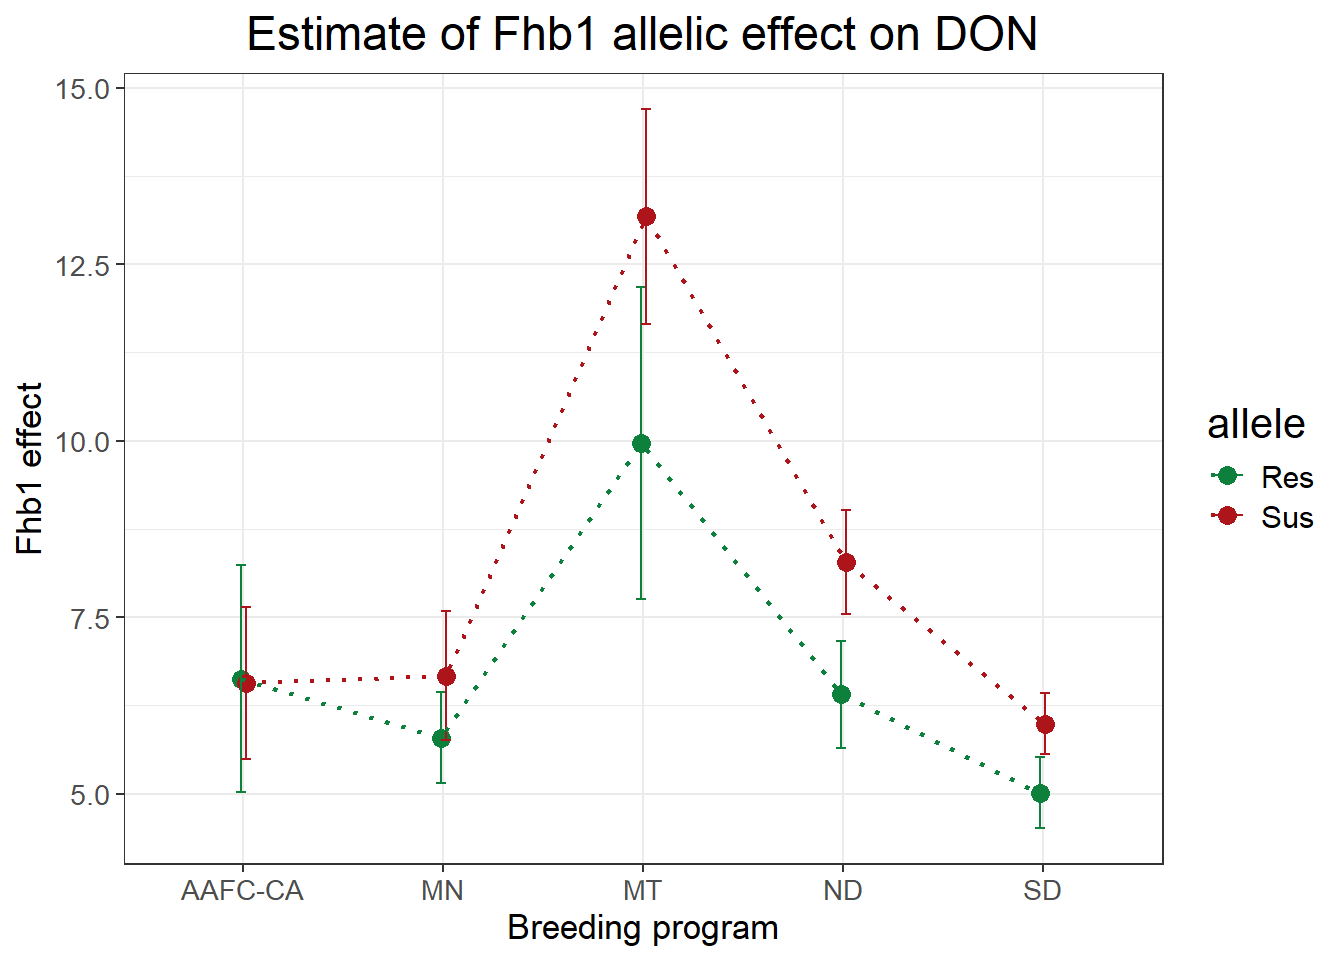 Estimate of Fhb1 allelic effect on DON
15.0
12.5
10.0
7.5
5.0
Fhb1 effect
AAFC-CA MN MT ND SD
Breeding program
allele
Res
Sus